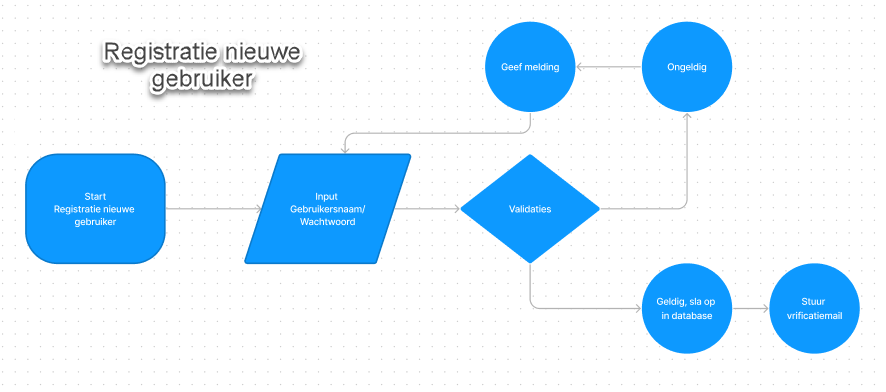 Registratie nieuwe
gebruiker
Geef melding
Ongeldig
Start
Registratie nieuwe
gebruiker
Input
Gebruikersnaam/
Wachtwoord
Validaties
Geldig, sla op
in database
Stuur
vrificatiemail